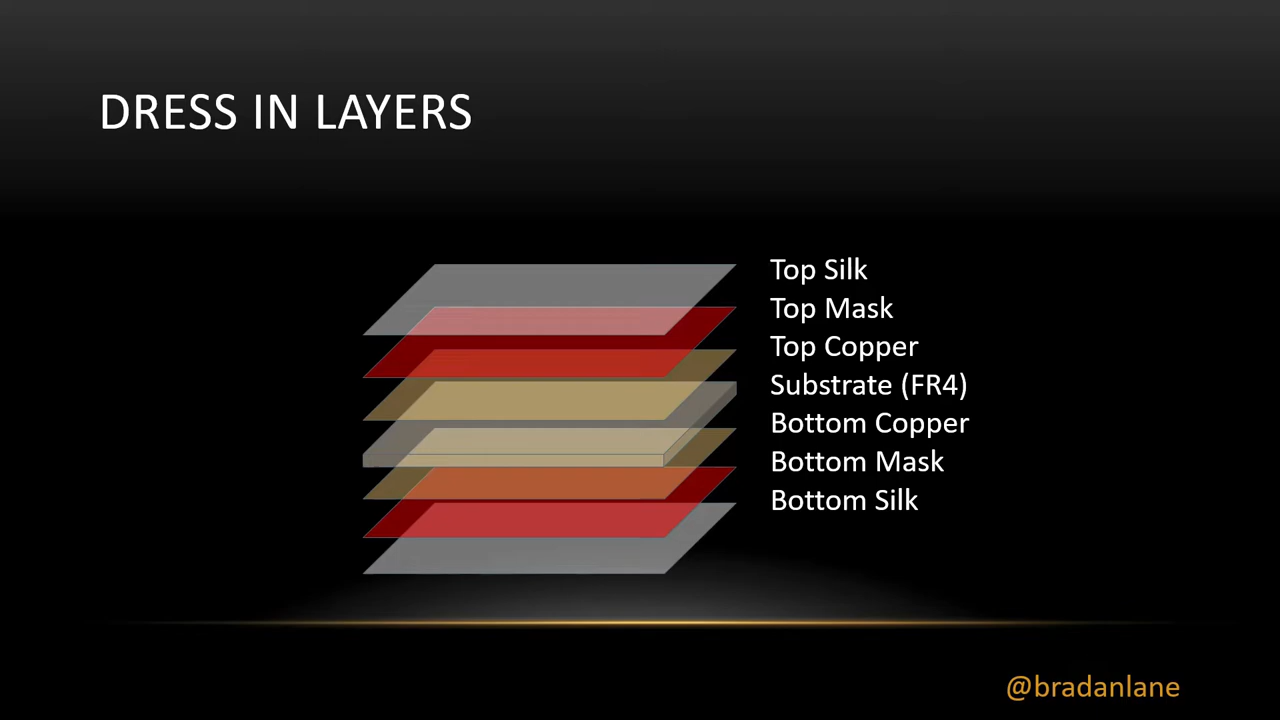 DRESS IN LAYERS
Top Silk
Top Mask
Top Copper
Substrate (FR4)
Bottom Copper
Bottom Mask
Bottom Silk
@bradanlane